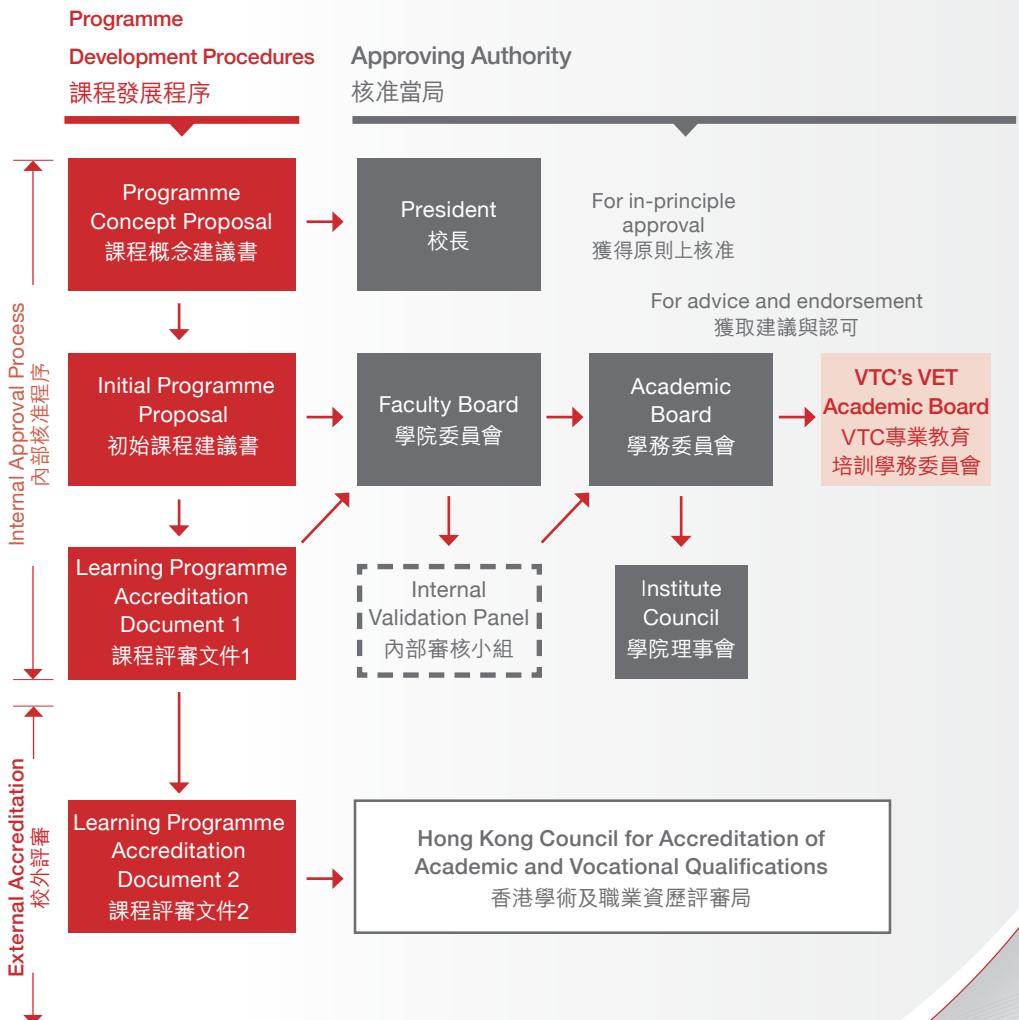 Programme
Development Procedures
課程發展程序
Approving Authority
核准當局
Internal Approval Process
內部核准程序
Programme
Concept Proposal
課程概念建議書
President
校長
For in-principle
approval
獲得原則上核准
For advice and endorsement
獲取建議與認可
Initial Programme
Proposal
初始課程建議書
Faculty Board
學院委員會
Academic
Board
學務委員會
VTC's VET
Academic Board
VTC專業教育
培訓學務委員會
Learning Programme
Accreditation
Document 1
課程評審文件1
Internal
Validation Panel
內部審核小組
Institute
Council
學院理事會
External Accreditation
校外評審
Learning Programme
Accreditation
Document 2
課程評審文件2
Hong Kong Council for Accreditation of
Academic and Vocational Qualifications
香港學術及職業資歷評審局